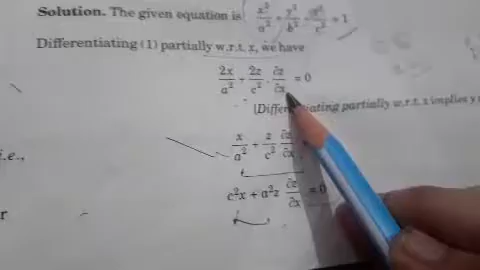 Solution. The given equation is x²/a² + y²/b² + z²/c² = 1
Differentiating (1) partially w.r.t. x, we have
2x/a² + 2z/c² · ∂z/∂x = 0
(Differentiating partially w.r.t. x implies y
i.e.,
x/a² + z/c² ∂z/∂x
c²x + a²z ∂z/∂x = 0
r